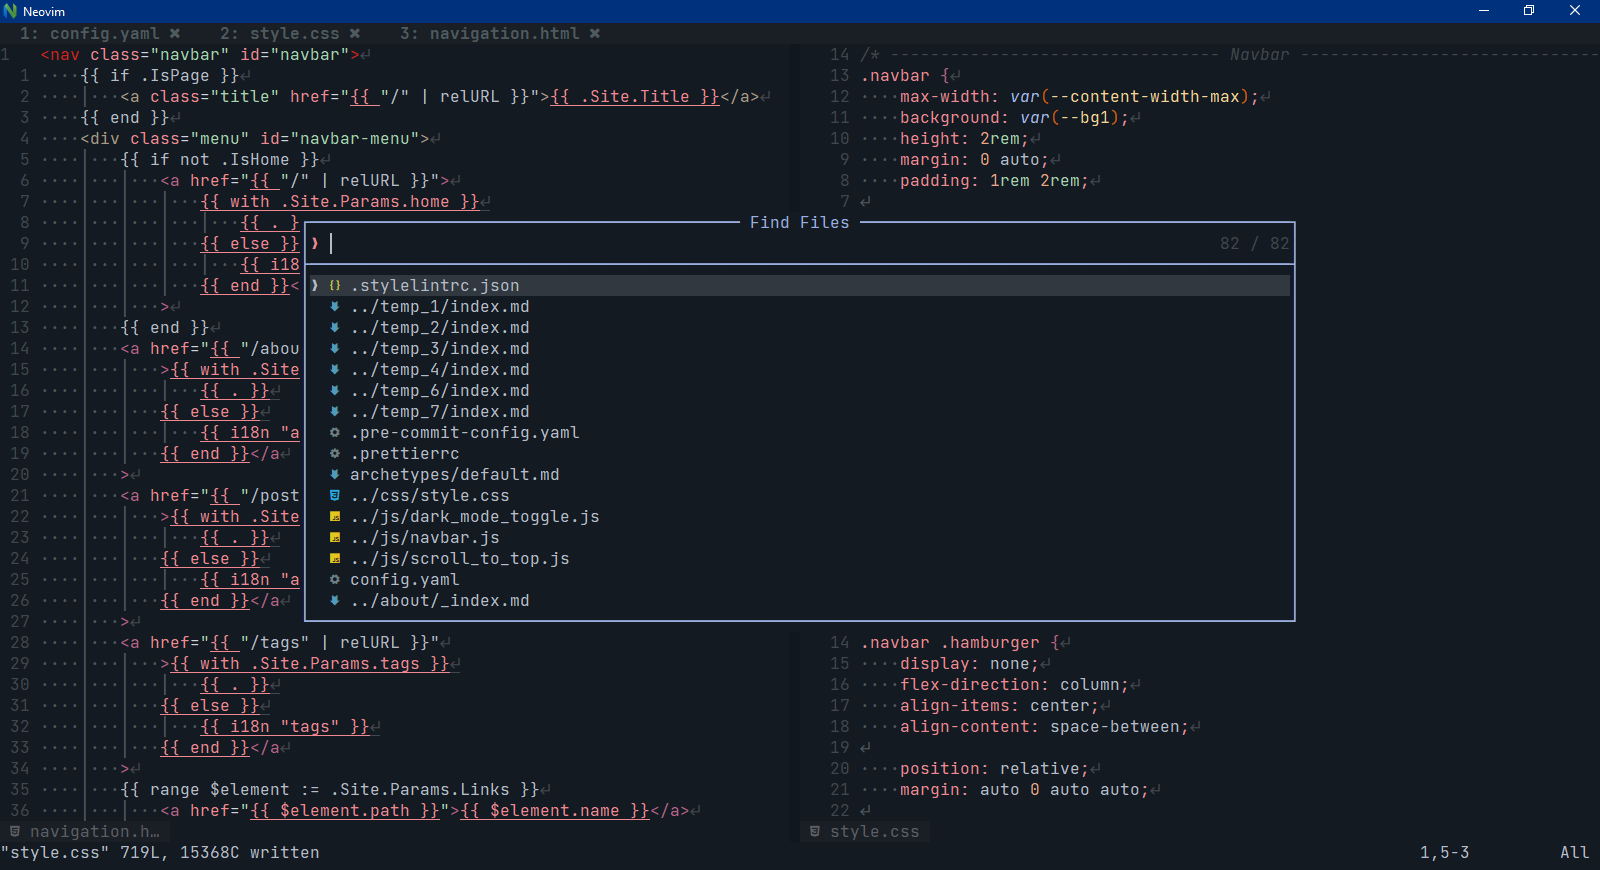 Neovim
1: config.yaml ✖ 2: style.css ✖ 3: navigation.html ✖
1 <nav class="navbar" id="navbar">↵
1 ····{{ if .IsPage }}↵
2 ····│···<a class="title" href="{{ "/" | relURL }}">{{ .Site.Title }}</a>↵
3 ····{{ end }}↵
4 ····<div class="menu" id="navbar-menu">↵
5 ····│···{{ if not .IsHome }}↵
6 ····│···│···<a href="{{ "/" | relURL }}">↵
7 ····│···│···│···{{ with .Site.Params.home }}↵
8 ····│···│···│···│···{{ . }
9 ····│···│···│···{{ else }}
10 ····│···│···│···│···{{ i18
11 ····│···│···│···{{ end }}<
12 ····│···│···>↵
13 ····│···{{ end }}↵
14 ····│···<a href="{{ "/abou
15 ····│···│···>{{ with .Site
16 ····│···│···│···{{ . }}↵
17 ····│···│···{{ else }}↵
18 ····│···│···│···{{ i18n "a
19 ····│···│···{{ end }}</a↵
20 ····│···>↵
21 ····│···<a href="{{ "/post
22 ····│···│···>{{ with .Site
23 ····│···│···│···{{ . }}↵
24 ····│···│···{{ else }}↵
25 ····│···│···│···{{ i18n "a
26 ····│···│···{{ end }}</a↵
27 ····│···>↵
28 ····│···<a href="{{ "/tags" | relURL }}"↵
29 ····│···│···>{{ with .Site.Params.tags }}↵
30 ····│···│···│···{{ . }}↵
31 ····│···│···{{ else }}↵
32 ····│···│···│···{{ i18n "tags" }}↵
33 ····│···│···{{ end }}</a↵
34 ····│···>↵
35 ····│···{{ range $element := .Site.Params.Links }}↵
36 ····│···│···<a href="{{ $element.path }}">{{ $element.name }}</a>↵
navigation.h…
14 /* --------------------------------- Navbar ------------------------------
13 .navbar {↵
12 ····max-width: var(--content-width-max);↵
11 ····background: var(--bg1);↵
10 ····height: 2rem;↵
9 ····margin: 0 auto;↵
8 ····padding: 1rem 2rem;↵
7 ↵
Find Files
❱ 82 / 82
❱ {} .stylelintrc.json
../temp_1/index.md
../temp_2/index.md
../temp_3/index.md
../temp_4/index.md
../temp_6/index.md
../temp_7/index.md
.pre-commit-config.yaml
.prettierrc
archetypes/default.md
../css/style.css
../js/dark_mode_toggle.js
../js/navbar.js
../js/scroll_to_top.js
config.yaml
../about/_index.md
14 .navbar .hamburger {↵
15 ····display: none;↵
16 ····flex-direction: column;↵
17 ····align-items: center;↵
18 ····align-content: space-between;↵
19 ↵
20 ····position: relative;↵
21 ····margin: auto 0 auto auto;↵
22 ↵
style.css
"style.css" 719L, 15368C written 1,5-3 All